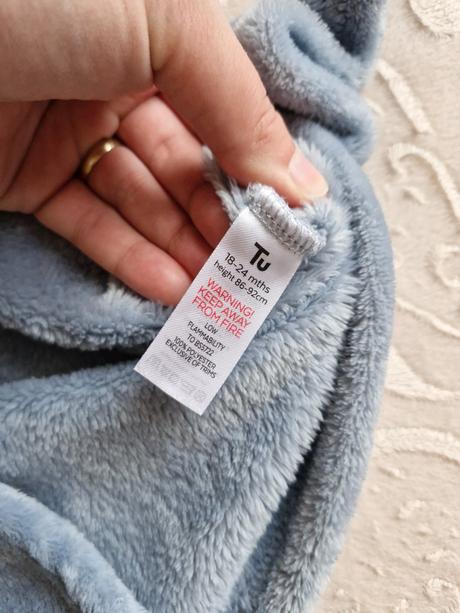 Tu
18-24 mths
height 86-92cm
WARNING!
KEEP AWAY
FROM FIRE
LOW
FLAMMABILITY
TO BS5722
100% POLYESTER
EXCLUSIVE OF TRIMS